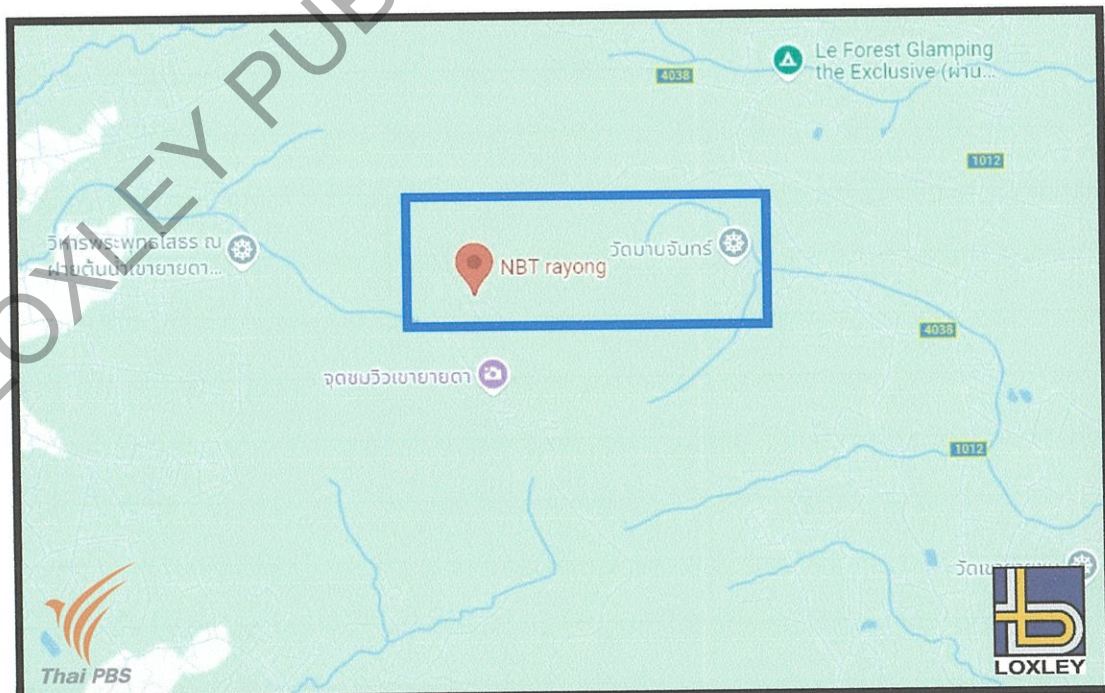 LOXLEY PUB
Le Forest Glamping
the Exclusive (ผ่าน...
4038
1012
วิหารพระพุทธโสธร ณ
ฝายต้นน้ำเขายายดา...
NBT rayong
วัดบ้านจันทร์
4038
จุดชมวิวเขายายดา
1012
Thai PBS
LOXLEY